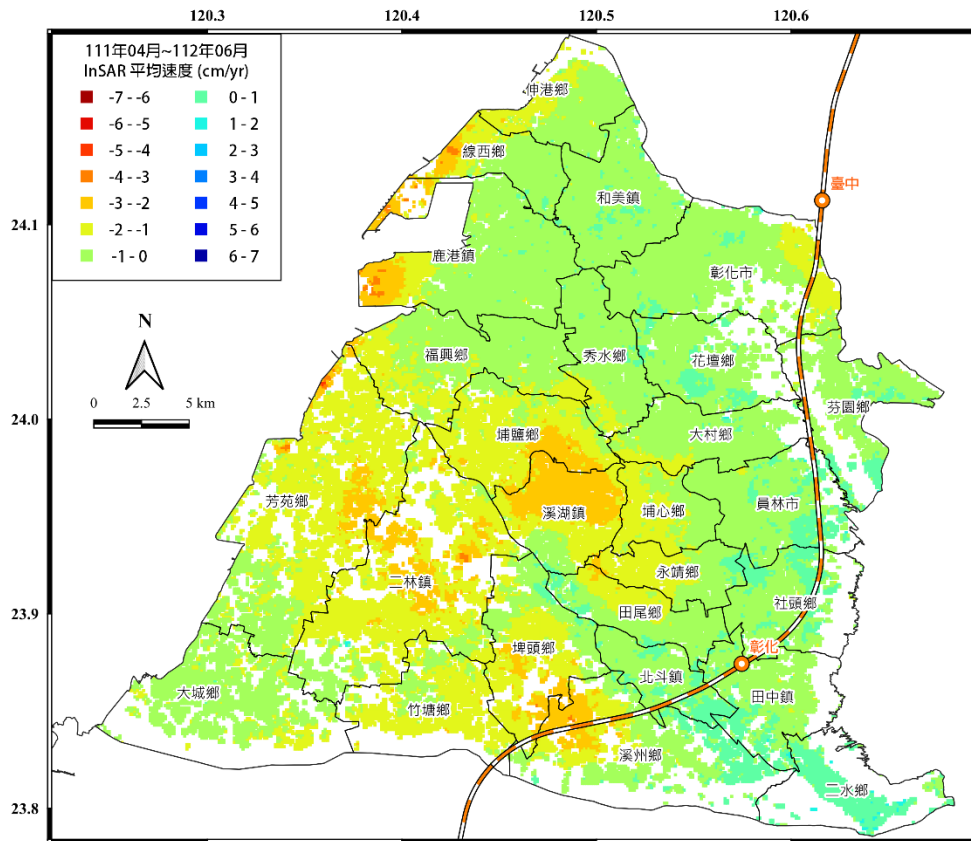 120.3 120.4 120.5 120.6
111年04月~112年06月
InSAR 平均速度 (cm/yr)
-7 - -6 0 - 1
-6 - -5 1 - 2
-5 - -4 2 - 3
-4 - -3 3 - 4
-3 - -2 4 - 5
-2 - -1 5 - 6
-1 - 0 6 - 7
伸港鄉
線西鄉
和美鎮
臺中
24.1
鹿港鎮
彰化市
N
福興鄉
秀水鄉
花壇鄉
0 2.5 5 km
芬園鄉
24.0
埔鹽鄉
大村鄉
芳苑鄉
溪湖鎮
埔心鄉
員林市
二林鎮
永靖鄉
23.9
田尾鄉
社頭鄉
埤頭鄉
彰化
北斗鎮
大城鄉
竹塘鄉
田中鎮
溪州鄉
二水鄉
23.8